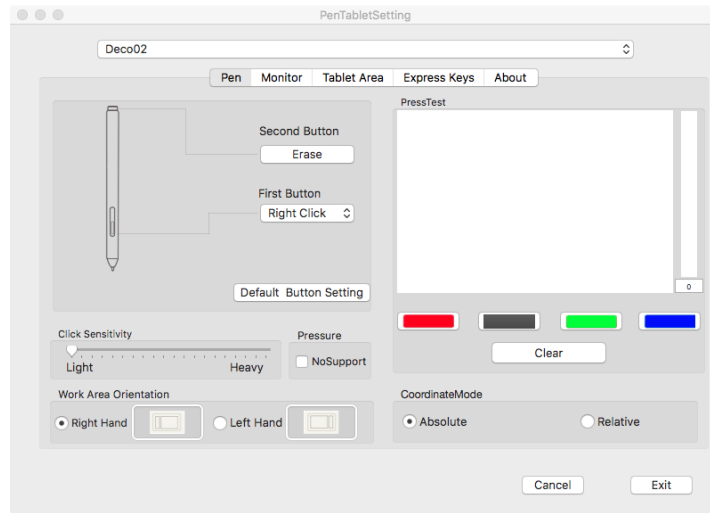 PenTabletSetting
Deco02
Pen Monitor Tablet Area Express Keys About
Second Button
Erase
First Button
Right Click
Default Button Setting
PressTest
0
Clear
Click Sensitivity
Light Heavy
Pressure
NoSupport
Work Area Orientation
Right Hand Left Hand
CoordinateMode
Absolute Relative
Cancel Exit